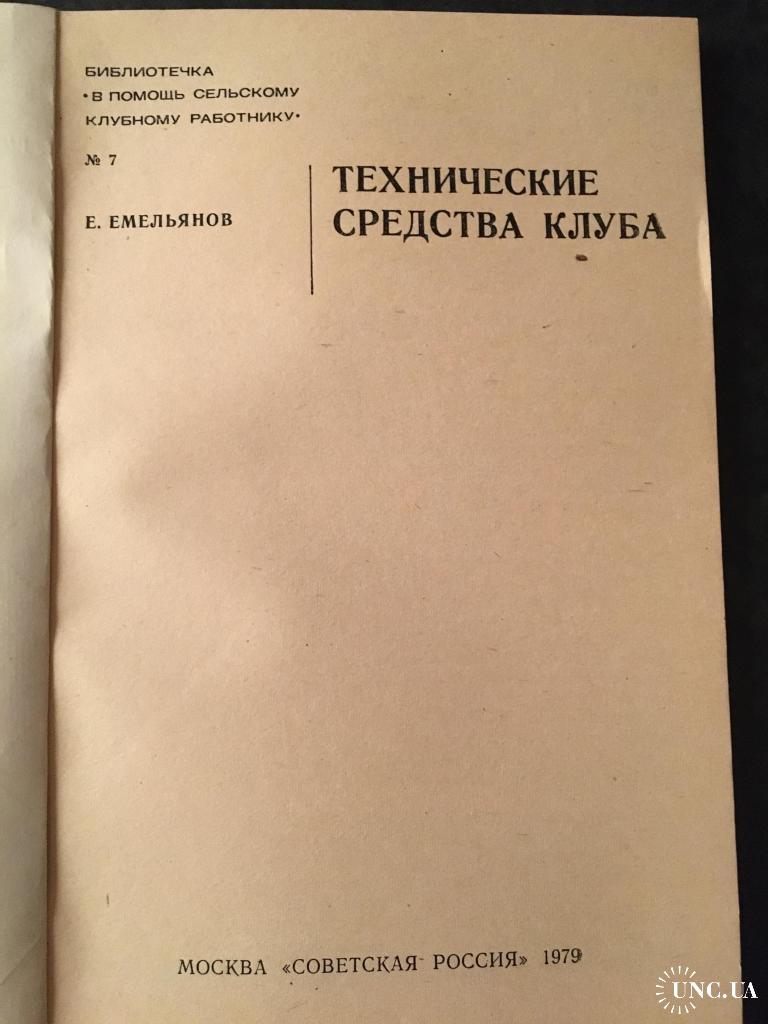 БИБЛИОТЕЧКА
•В ПОМОЩЬ СЕЛЬСКОМУ
КЛУБНОМУ РАБОТНИКУ•
№ 7
Е. ЕМЕЛЬЯНОВ
ТЕХНИЧЕСКИЕ
СРЕДСТВА КЛУБА
МОСКВА «СОВЕТСКАЯ РОССИЯ» 1979
UNC.UA